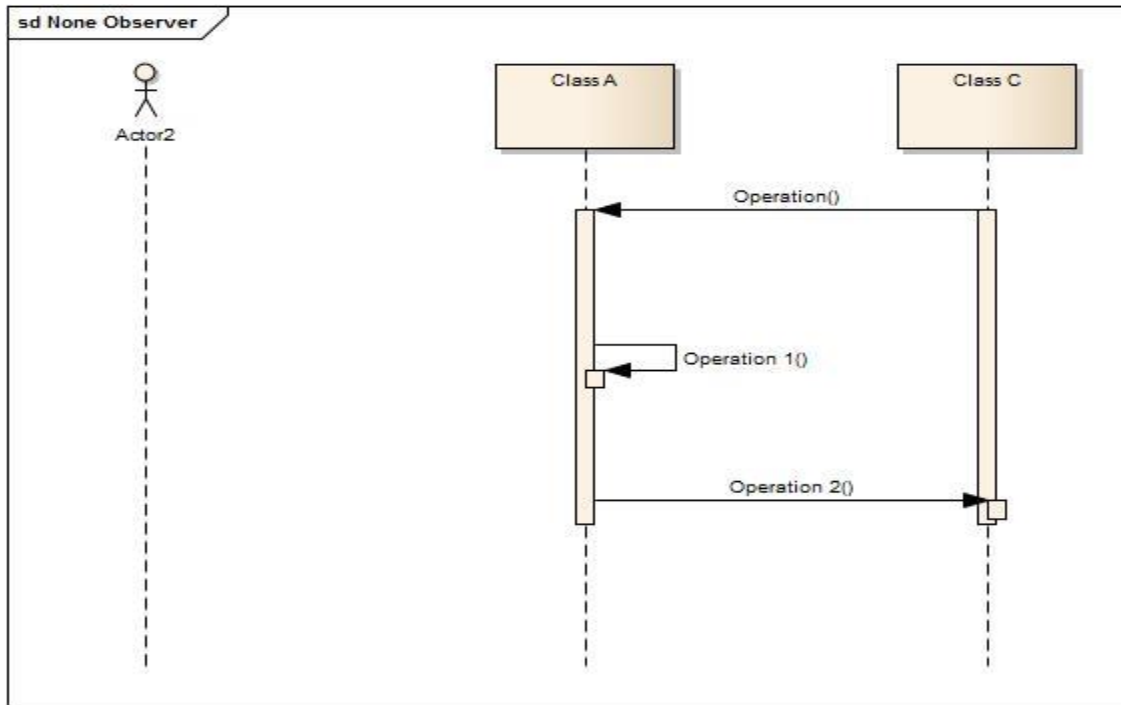 sd None Observer
Actor2
Class A
Class C
Operation()
Operation 1()
Operation 2()